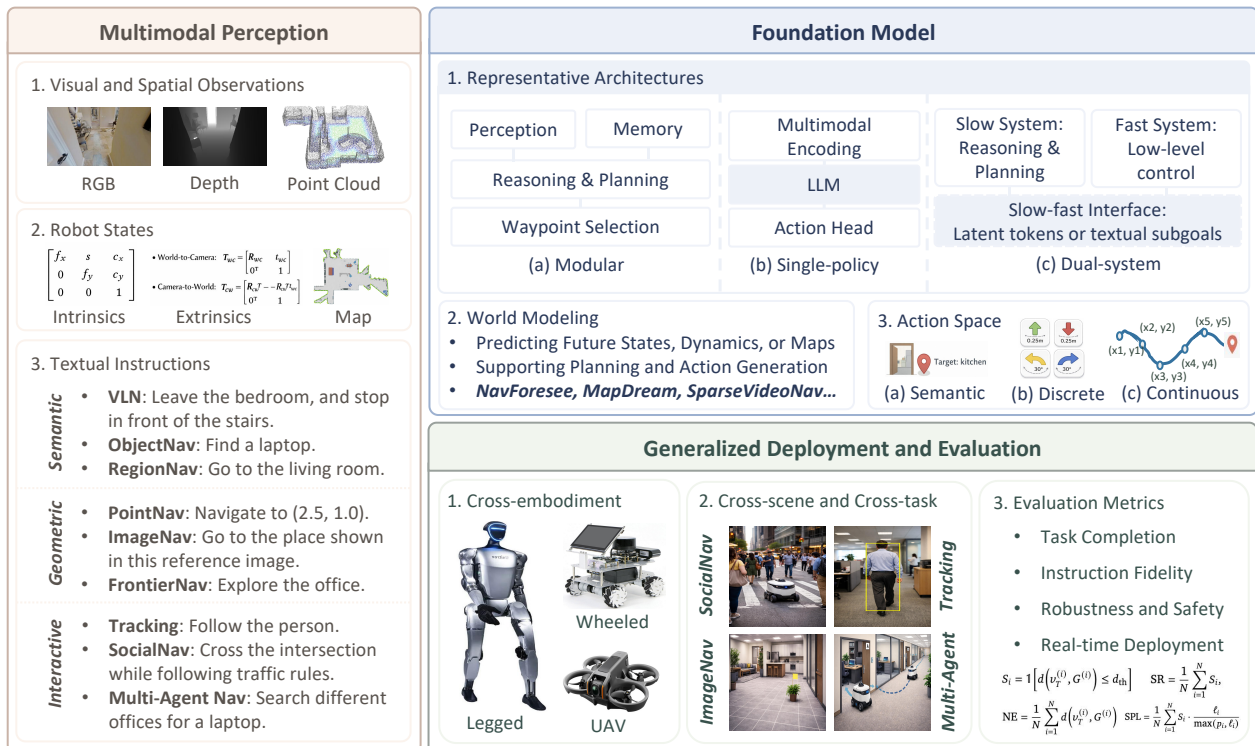 Multimodal Perception
1. Visual and Spatial Observations
RGB
Depth
Point Cloud
2. Robot States
f_x s c_x
0 f_y c_y
0 0 1
Intrinsics
• World-to-Camera: T_wc = [R_wc t_wc
0^T 1]
• Camera-to-World:
0^T 1]
Extrinsics
Map
3. Textual Instructions
Semantic
• VLN: Leave the bedroom, and stop
in front of the stairs.
• ObjectNav: Find a laptop.
• RegionNav: Go to the living room.
Geometric
• PointNav: Navigate to (2.5, 1.0).
• ImageNav: Go to the place shown
in this reference image.
• FrontierNav: Explore the office.
Interactive
• Tracking: Follow the person.
• SocialNav: Cross the intersection
while following traffic rules.
• Multi-Agent Nav: Search different
offices for a laptop.
Foundation Model
1. Representative Architectures
Perception
Memory
Reasoning & Planning
Waypoint Selection
(a) Modular
Multimodal
Encoding
LLM
Action Head
(b) Single-policy
Slow System:
Reasoning &
Planning
Fast System:
Low-level
control
Slow-fast Interface:
Latent tokens or textual subgoals
(c) Dual-system
2. World Modeling
• Predicting Future States, Dynamics, or Maps
• Supporting Planning and Action Generation
• NavForesee, MapDream, SparseVideoNav...
3. Action Space
Target: kitchen
(a) Semantic
0.25m
0.25m
30°
30°
(b) Discrete
(x1, y1)
(x2, y2)
(x3, y3)
(x4, y4)
(x5, y5)
(c) Continuous
Generalized Deployment and Evaluation
1. Cross-embodiment
Legged
Wheeled
UAV
2. Cross-scene and Cross-task
SocialNav
Tracking
ImageNav
Multi-Agent
3. Evaluation Metrics
• Task Completion
• Instruction Fidelity
• Robustness and Safety
• Real-time Deployment
S_i = 1[d(v_T^(i), G^(i)) ≤ d_th] SR = 1/N ∑_{i=1}^N S_i,
NE = 1/N ∑_{i=1}^N d(v_T^(i), G^(i)) SPL = 1/N ∑_{i=1}^N S_i · ℓ_i / max(p_i, ℓ_i)